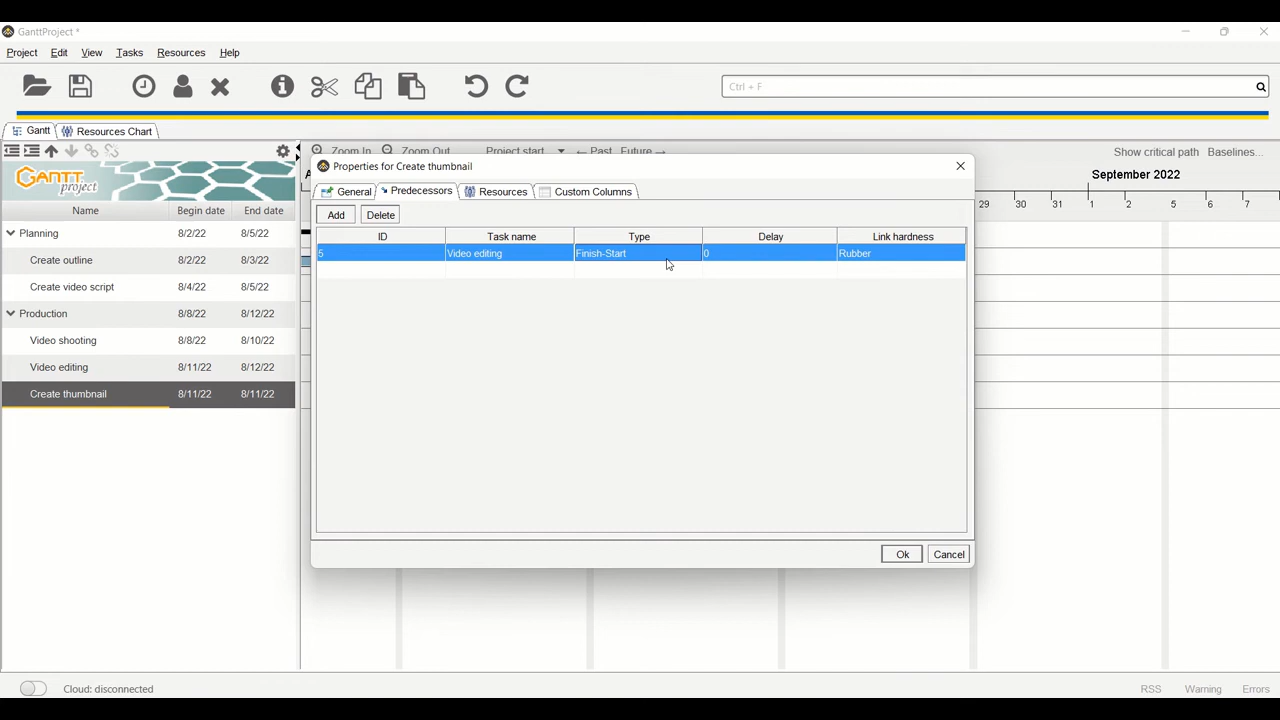 GanttProject *
Project Edit View Tasks Resources Help
Ctrl + F
Gantt Resources Chart
Zoom In Zoom Out Project start ← Past Future →
Show critical path Baselines...
GANTT project
September 2022
29 30 31 1 2 5 6 7
Name Begin date End date
Planning 8/2/22 8/5/22
Create outline 8/2/22 8/3/22
Create video script 8/4/22 8/5/22
Production 8/8/22 8/12/22
Video shooting 8/8/22 8/10/22
Video editing 8/11/22 8/12/22
Create thumbnail 8/11/22 8/11/22
Properties for Create thumbnail
General Predecessors Resources Custom Columns
Add Delete
ID Task name Type Delay Link hardness
5 Video editing Finish-Start 0 Rubber
Ok Cancel
Cloud: disconnected
RSS Warning Errors